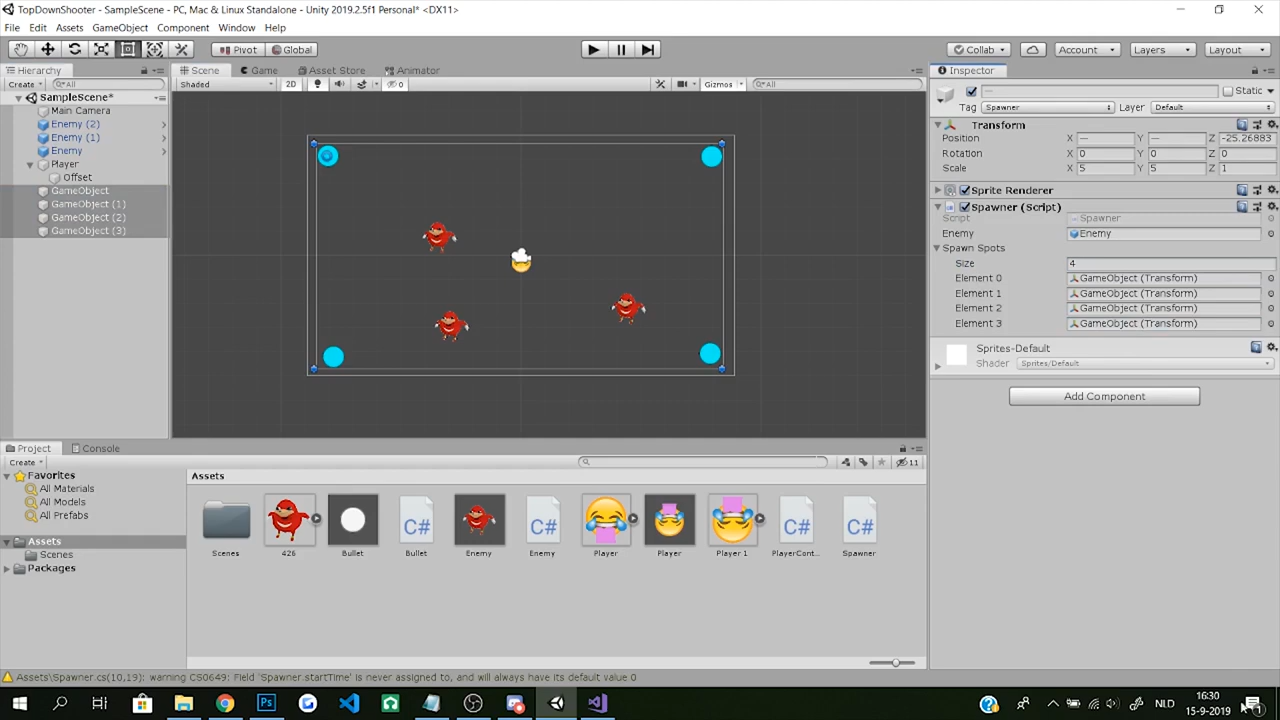 TopDownShooter - SampleScene - PC, Mac & Linux Standalone - Unity 2019.2.5f1 Personal* <DX11>
File Edit Assets GameObject Component Window Help
Pivot Global Collab Account Layers Layout
Hierarchy Scene Game Asset Store Animator Inspector
Create All Shaded 2D 0 Gizmos All Static
SampleScene*
Tag Spawner Layer Default
Main Camera
Enemy (2)
Enemy (1)
Enemy
Player
Offset
GameObject
GameObject (1)
GameObject (2)
GameObject (3)
Transform
Position X — Y — Z -25.26883
Rotation X 0 Y 0 Z 0
Scale X 5 Y 5 Z 1
Sprite Renderer
Spawner (Script)
Script Spawner
Enemy Enemy
Spawn Spots
Size 4
Element 0 GameObject (Transform)
Element 1 GameObject (Transform)
Element 2 GameObject (Transform)
Element 3 GameObject (Transform)
Sprites-Default
Shader Sprites/Default
Add Component
Project Console
Create 11
Favorites
All Materials
All Models
All Prefabs
Assets
Scenes
Packages
Assets
C# C# C# C#
Scenes 426 Bullet Bullet Enemy Enemy Player Player Player 1 PlayerCont... Spawner
Assets\Spawner.cs(10,19): warning CS0649: Field 'Spawner.startTime' is never assigned to, and will always have its default value 0
Ps NLD 16:30
15-9-2019 1